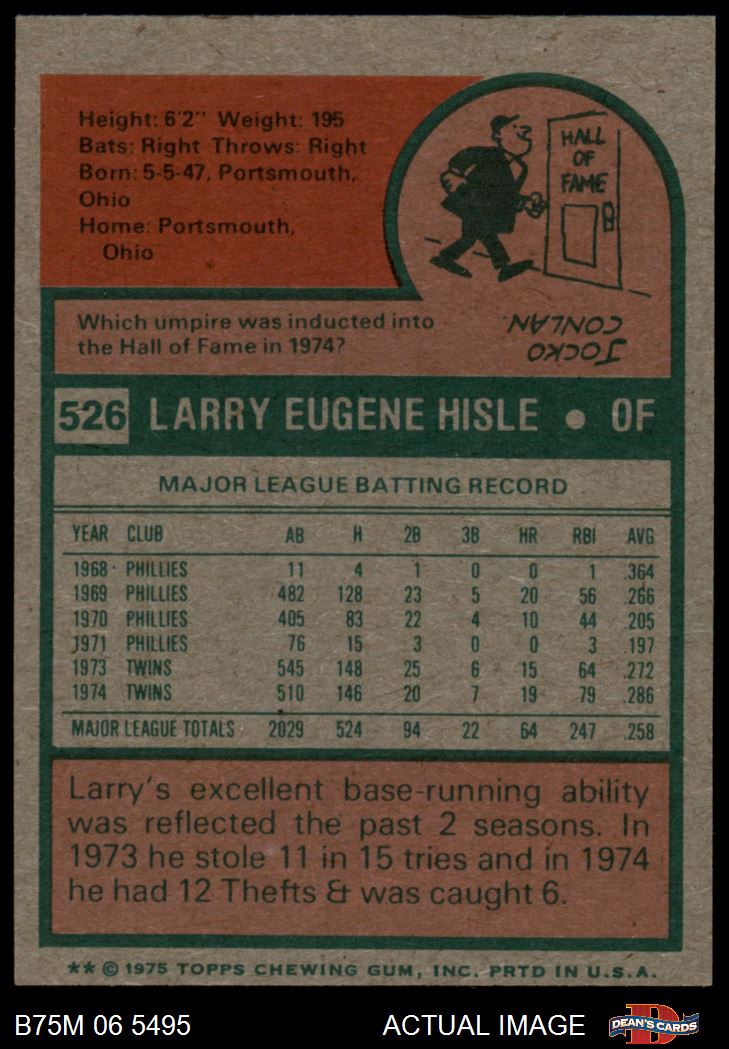 Height: 6'2" Weight: 195
Bats: Right Throws: Right
Born: 5-5-47, Portsmouth,
Ohio
Home: Portsmouth,
Ohio
HALL
OF
FAME
Which umpire was inducted into
the Hall of Fame in 1974?
JOCKO
CONLAN.
526 LARRY EUGENE HISLE • OF
MAJOR LEAGUE BATTING RECORD
YEAR CLUB AB H 2B 3B HR RBI AVG
1968 PHILLIES 11 4 1 0 0 1 .364
1969 PHILLIES 482 128 23 5 20 56 .266
1970 PHILLIES 405 83 22 4 10 44 .205
1971 PHILLIES 76 15 3 0 0 3 .197
1973 TWINS 545 148 25 6 15 64 .272
1974 TWINS 510 146 20 7 19 79 .286
MAJOR LEAGUE TOTALS 2029 524 94 22 64 247 .258
Larry's excellent base-running ability
was reflected the past 2 seasons. In
1973 he stole 11 in 15 tries and in 1974
he had 12 Thefts & was caught 6.
** © 1975 TOPPS CHEWING GUM, INC. PRTD IN U.S.A.
B75M 06 5495 ACTUAL IMAGE DEAN'S CARDS